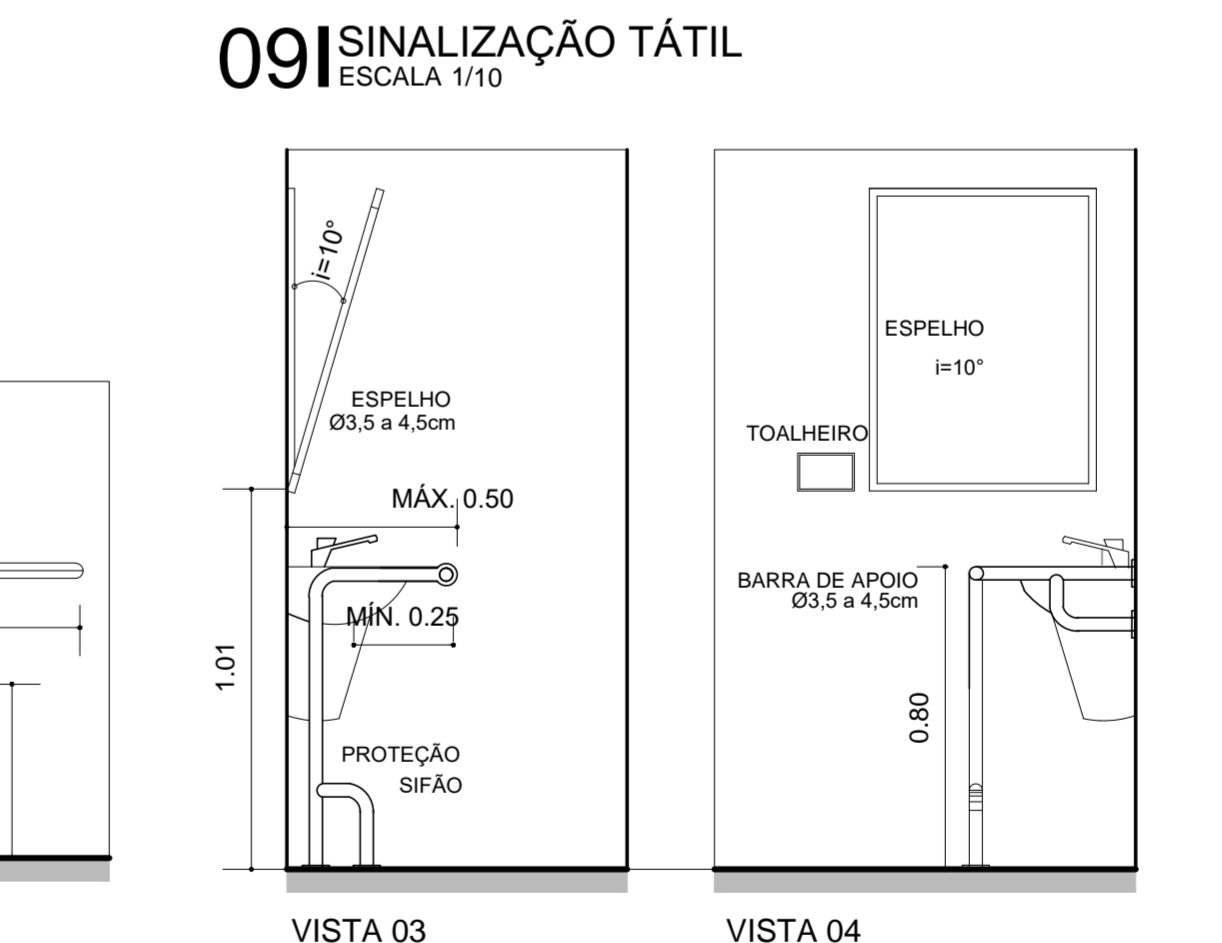 09 SINALIZAÇÃO TÁTIL
ESCALA 1/10
i=10°
ESPELHO
Ø3,5 a 4,5cm
MÁX. 0.50
MÍN. 0.25
1.01
PROTEÇÃO
SIFÃO
VISTA 03
ESPELHO
i=10°
TOALHEIRO
BARRA DE APOIO
Ø3,5 a 4,5cm
0.80
VISTA 04